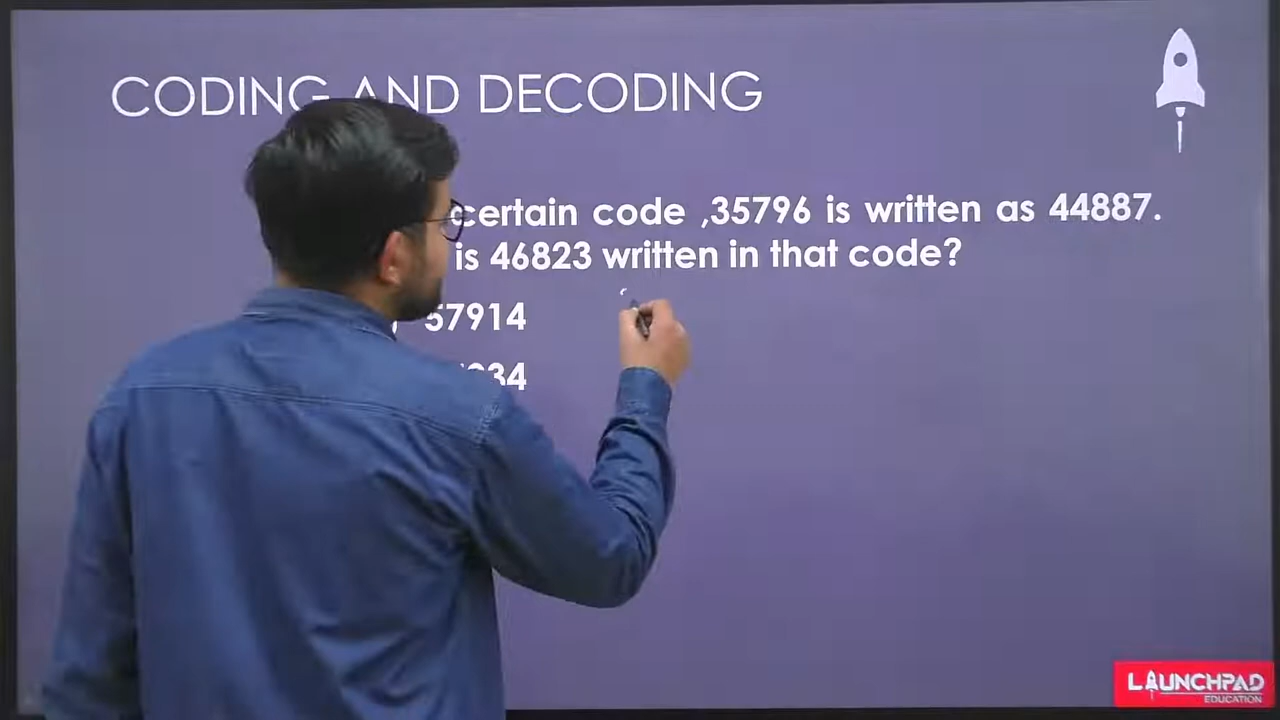 CODING AND DECODING
certain code ,35796 is written as 44887.
is 46823 written in that code?
57914
34
LAUNCHPAD
EDUCATION